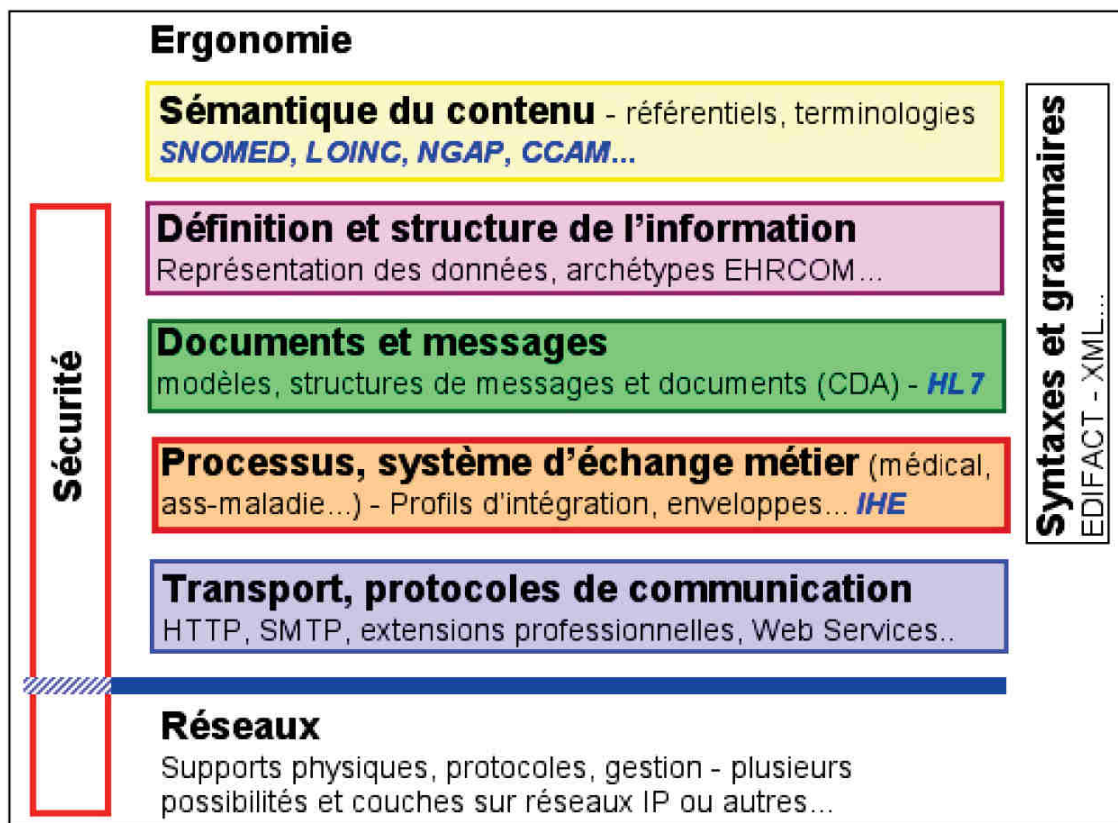 Ergonomie
Sémantique du contenu - référentiels, terminologies
SNOMED, LOINC, NGAP, CCAM...
Définition et structure de l'information
Représentation des données, archétypes EHRCOM...
Documents et messages
modèles, structures de messages et documents (CDA) - HL7
Processus, système d'échange métier (médical,
ass-maladie...) - Profils d'intégration, enveloppes... IHE
Transport, protocoles de communication
HTTP, SMTP, extensions professionnelles, Web Services..
Réseaux
Supports physiques, protocoles, gestion - plusieurs
possibilités et couches sur réseaux IP ou autres...
Sécurité
Syntaxes et grammaires
EDIFACT - XML...